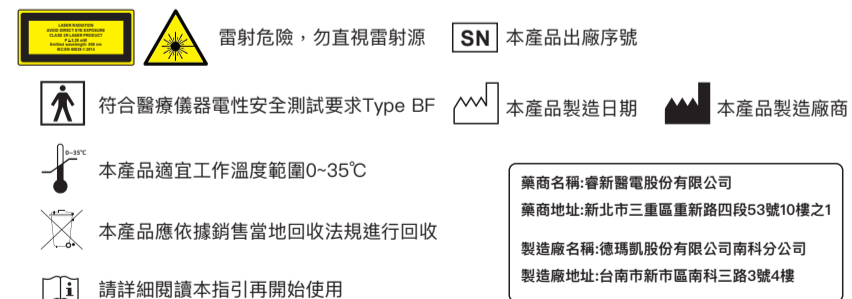 LASER RADIATION
AVOID DIRECT EYE EXPOSURE
CLASS 3R LASER PRODUCT
雷射危險，勿直視雷射源
SN 本產品出廠序號
符合醫療儀器電性安全測試要求Type BF
本產品製造日期
本產品製造廠商
0~35℃
本產品適宜工作溫度範圍0~35℃
本產品應依據銷售當地回收法規進行回收
i 請詳細閱讀本指引再開始使用
藥商名稱:睿新醫電股份有限公司
藥商地址:新北市三重區重新路四段53號10樓之1
製造廠名稱:德瑪凱股份有限公司南科分公司
製造廠地址:台南市新市區南科三路3號4樓